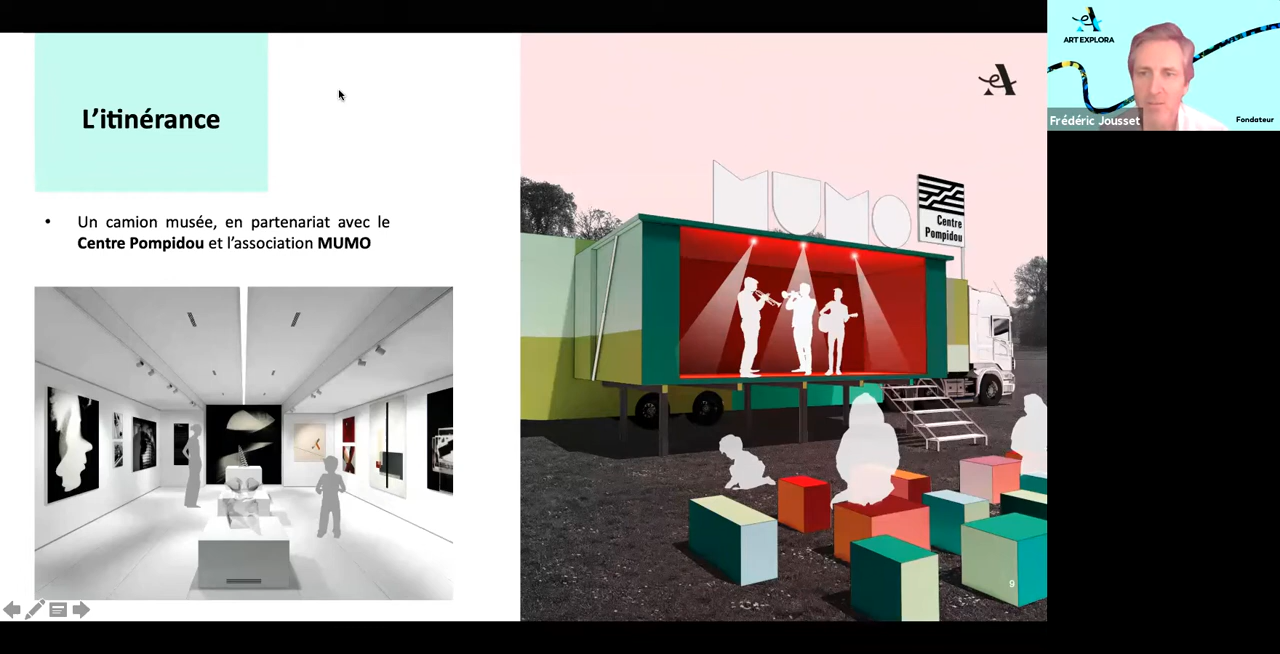 L'itinérance
• Un camion musée, en partenariat avec le
Centre Pompidou et l'association MUMO
MUMO
Centre
Pompidou
9
ART EXPLORA
Frédéric Jousset
Fondateur